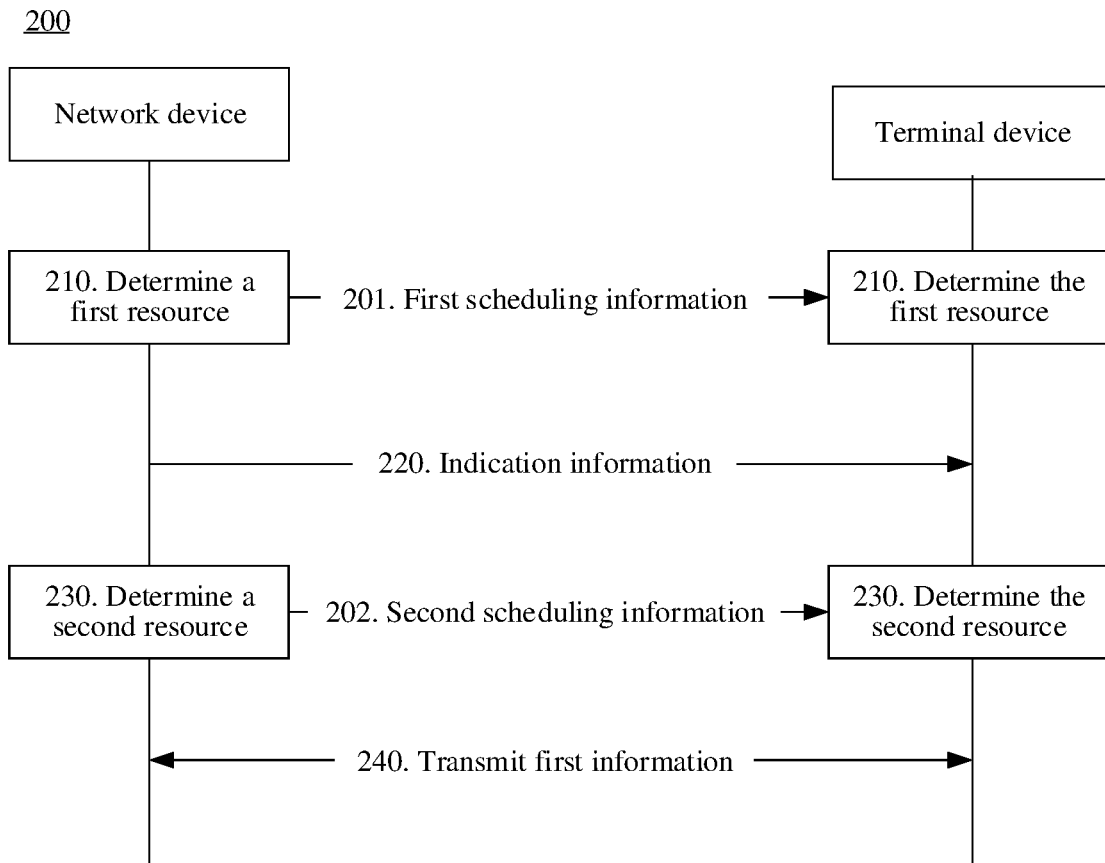 200
Network device
Terminal device
210. Determine a
first resource
201. First scheduling information
210. Determine the
first resource
220. Indication information
230. Determine a
second resource
202. Second scheduling information
230. Determine the
second resource
240. Transmit first information